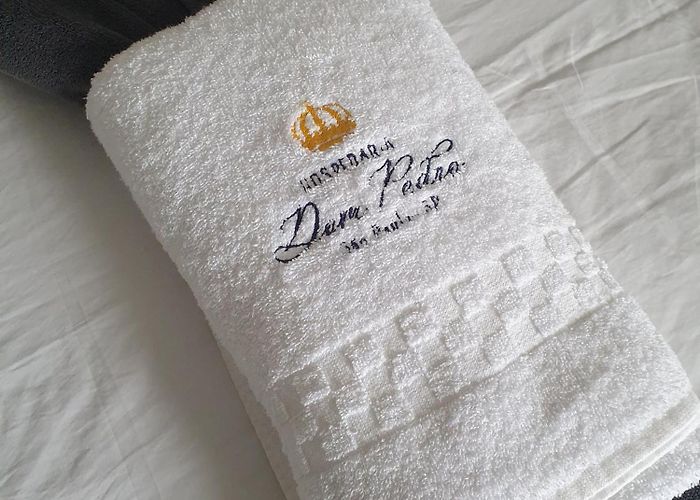 HOSPEDARIA
Dom Pedro
São Paulo SP